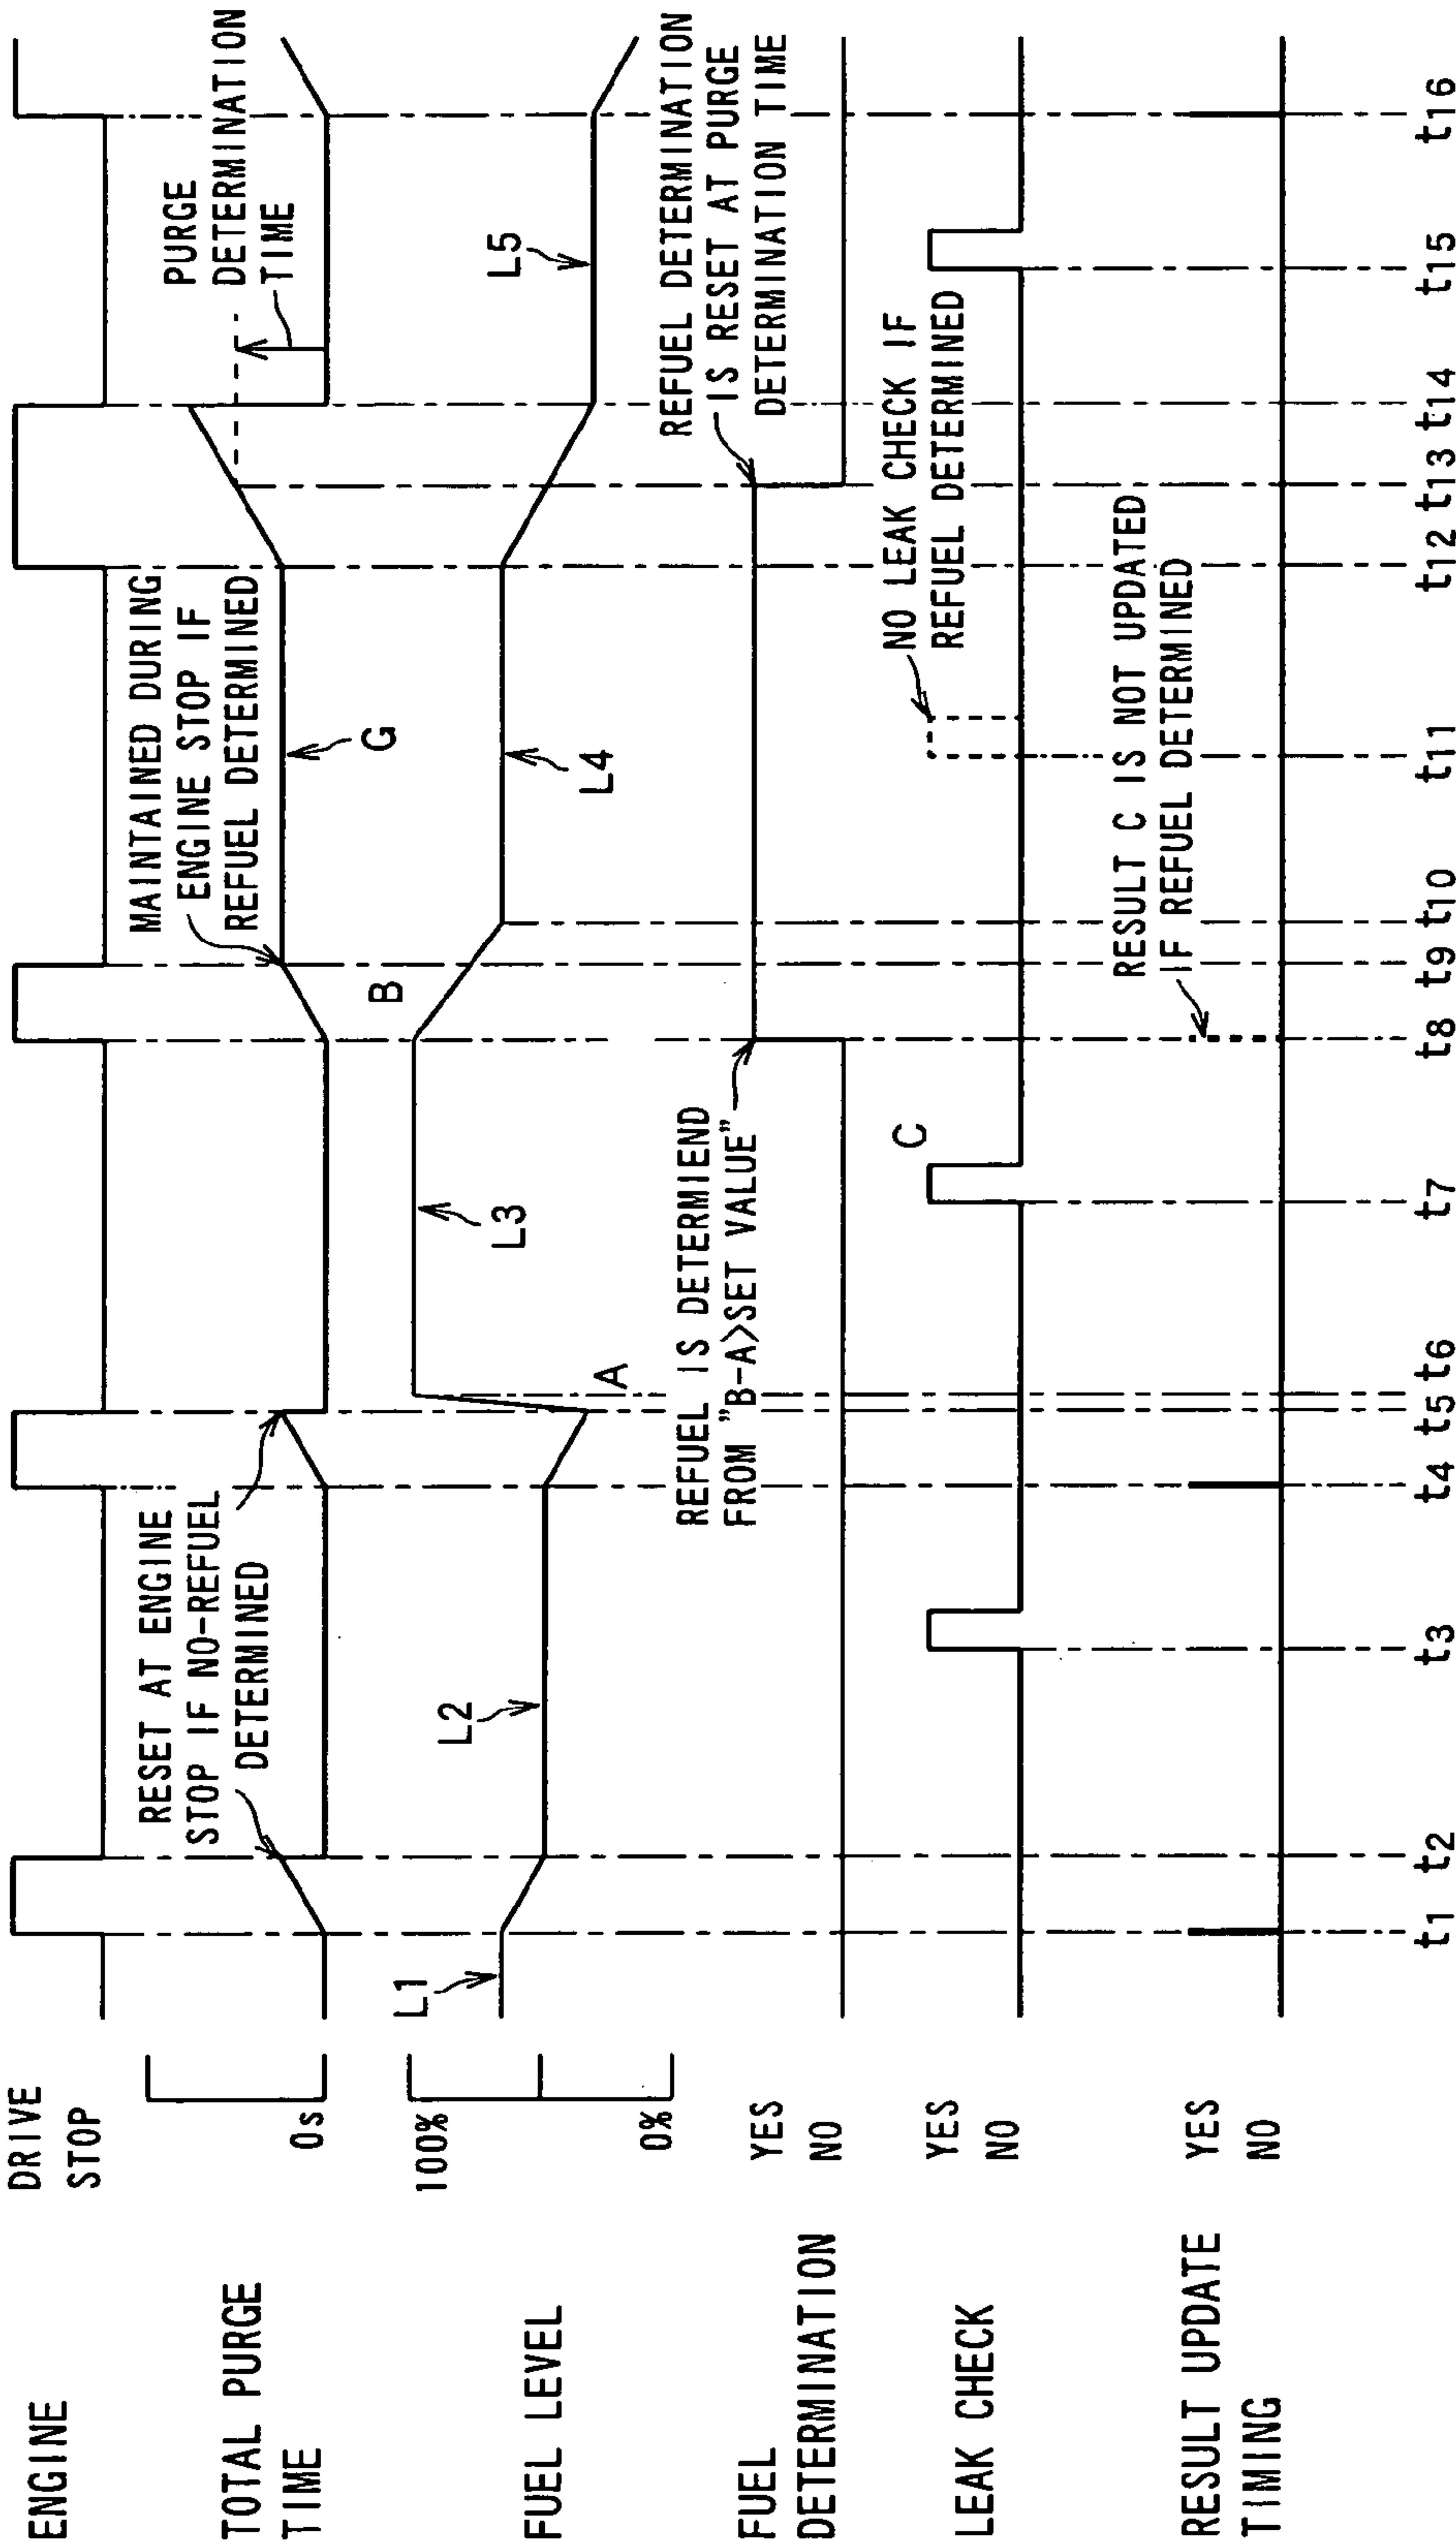 ENGINE
DRIVE
STOP
TOTAL PURGE
TIME
0s
RESET AT ENGINE
STOP IF NO-REFUEL
DETERMINED
MAINTAINED DURING
ENGINE STOP IF
REFUEL DETERMINED
G
PURGE
DETERMINATION
TIME
FUEL LEVEL
100%
0%
L1
L2
A
L3
B
L4
L5
FUEL
DETERMINATION
YES
NO
REFUEL IS DETERMIEND
FROM "B-A>SET VALUE"
REFUEL DETERMINATION
IS RESET AT PURGE
DETERMINATION TIME
LEAK CHECK
YES
NO
C
NO LEAK CHECK IF
REFUEL DETERMINED
RESULT UPDATE
TIMING
YES
NO
RESULT C IS NOT UPDATED
IF REFUEL DETERMINED
t1 t2 t3 t4 t5 t6 t7 t8 t9 t10 t11 t12 t13 t14 t15 t16